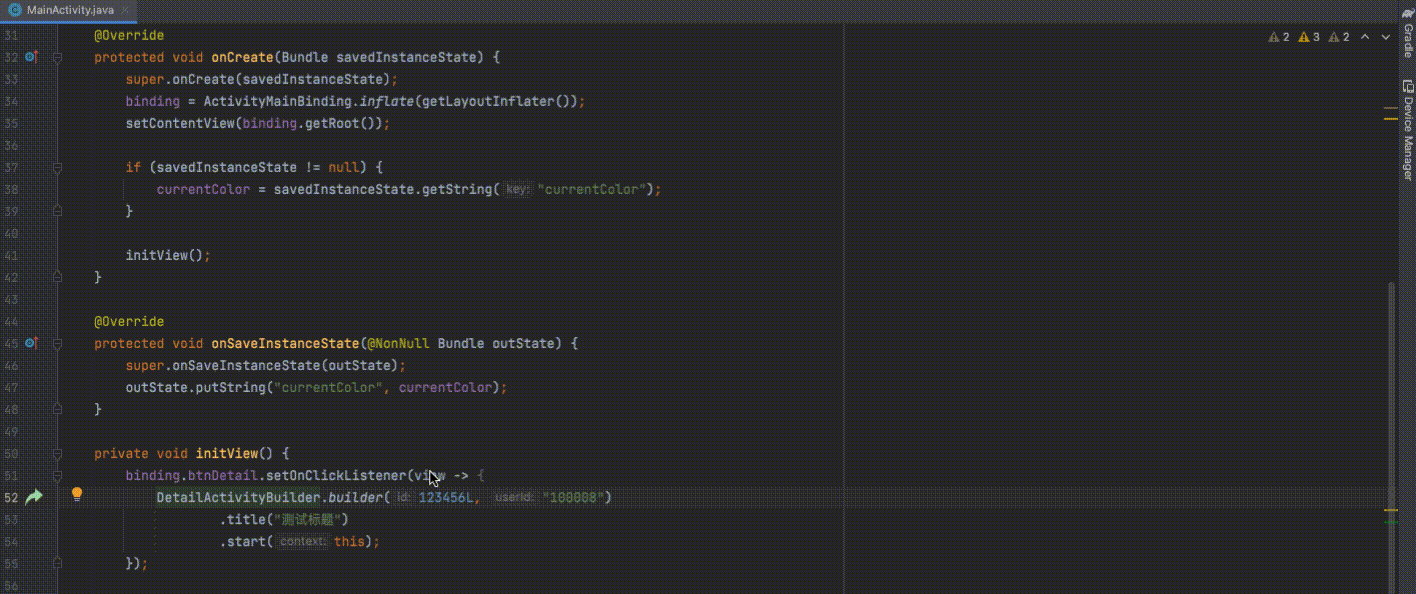 MainActivity.java
2 3 2
31 @Override
32 protected void onCreate(Bundle savedInstanceState) {
33 super.onCreate(savedInstanceState);
34 binding = ActivityMainBinding.inflate(getLayoutInflater());
35 setContentView(binding.getRoot());
36
37 if (savedInstanceState != null) {
38 currentColor = savedInstanceState.getString( key: "currentColor");
39 }
40
41 initView();
42 }
43
44 @Override
45 protected void onSaveInstanceState(@NonNull Bundle outState) {
46 super.onSaveInstanceState(outState);
47 outState.putString("currentColor", currentColor);
48 }
49
50 private void initView() {
51 binding.btnDetail.setOnClickListener(view -> {
52 DetailActivityBuilder.builder( id: 123456L, userId: "100008")
53 .title("测试标题")
54 .start( context: this);
55 });
56
Gradle
Device Manager